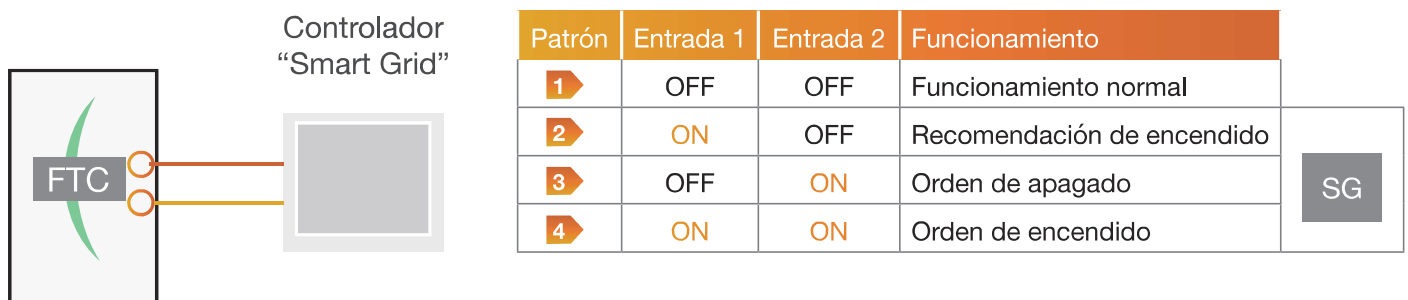 Controlador
“Smart Grid”
FTC
Patrón Entrada 1 Entrada 2 Funcionamiento
1 OFF OFF Funcionamiento normal
2 ON OFF Recomendación de encendido
3 OFF ON Orden de apagado
4 ON ON Orden de encendido
SG